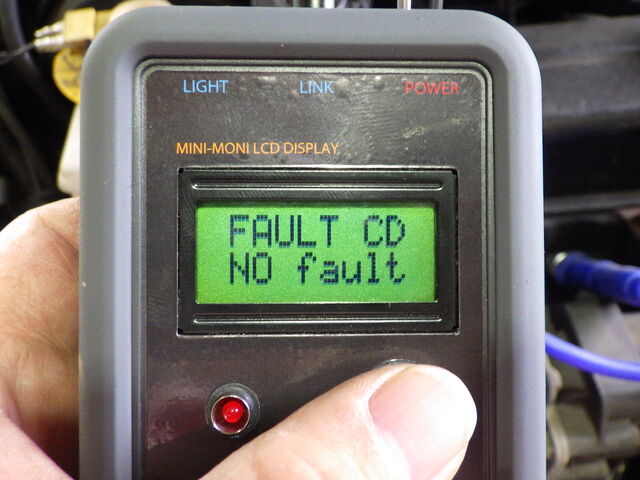 LIGHT LINK POWER
MINI-MONI LCD DISPLAY
FAULT CD
NO fault